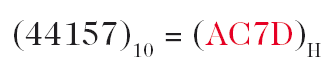 (44157)₁₀ = (AC7D)H